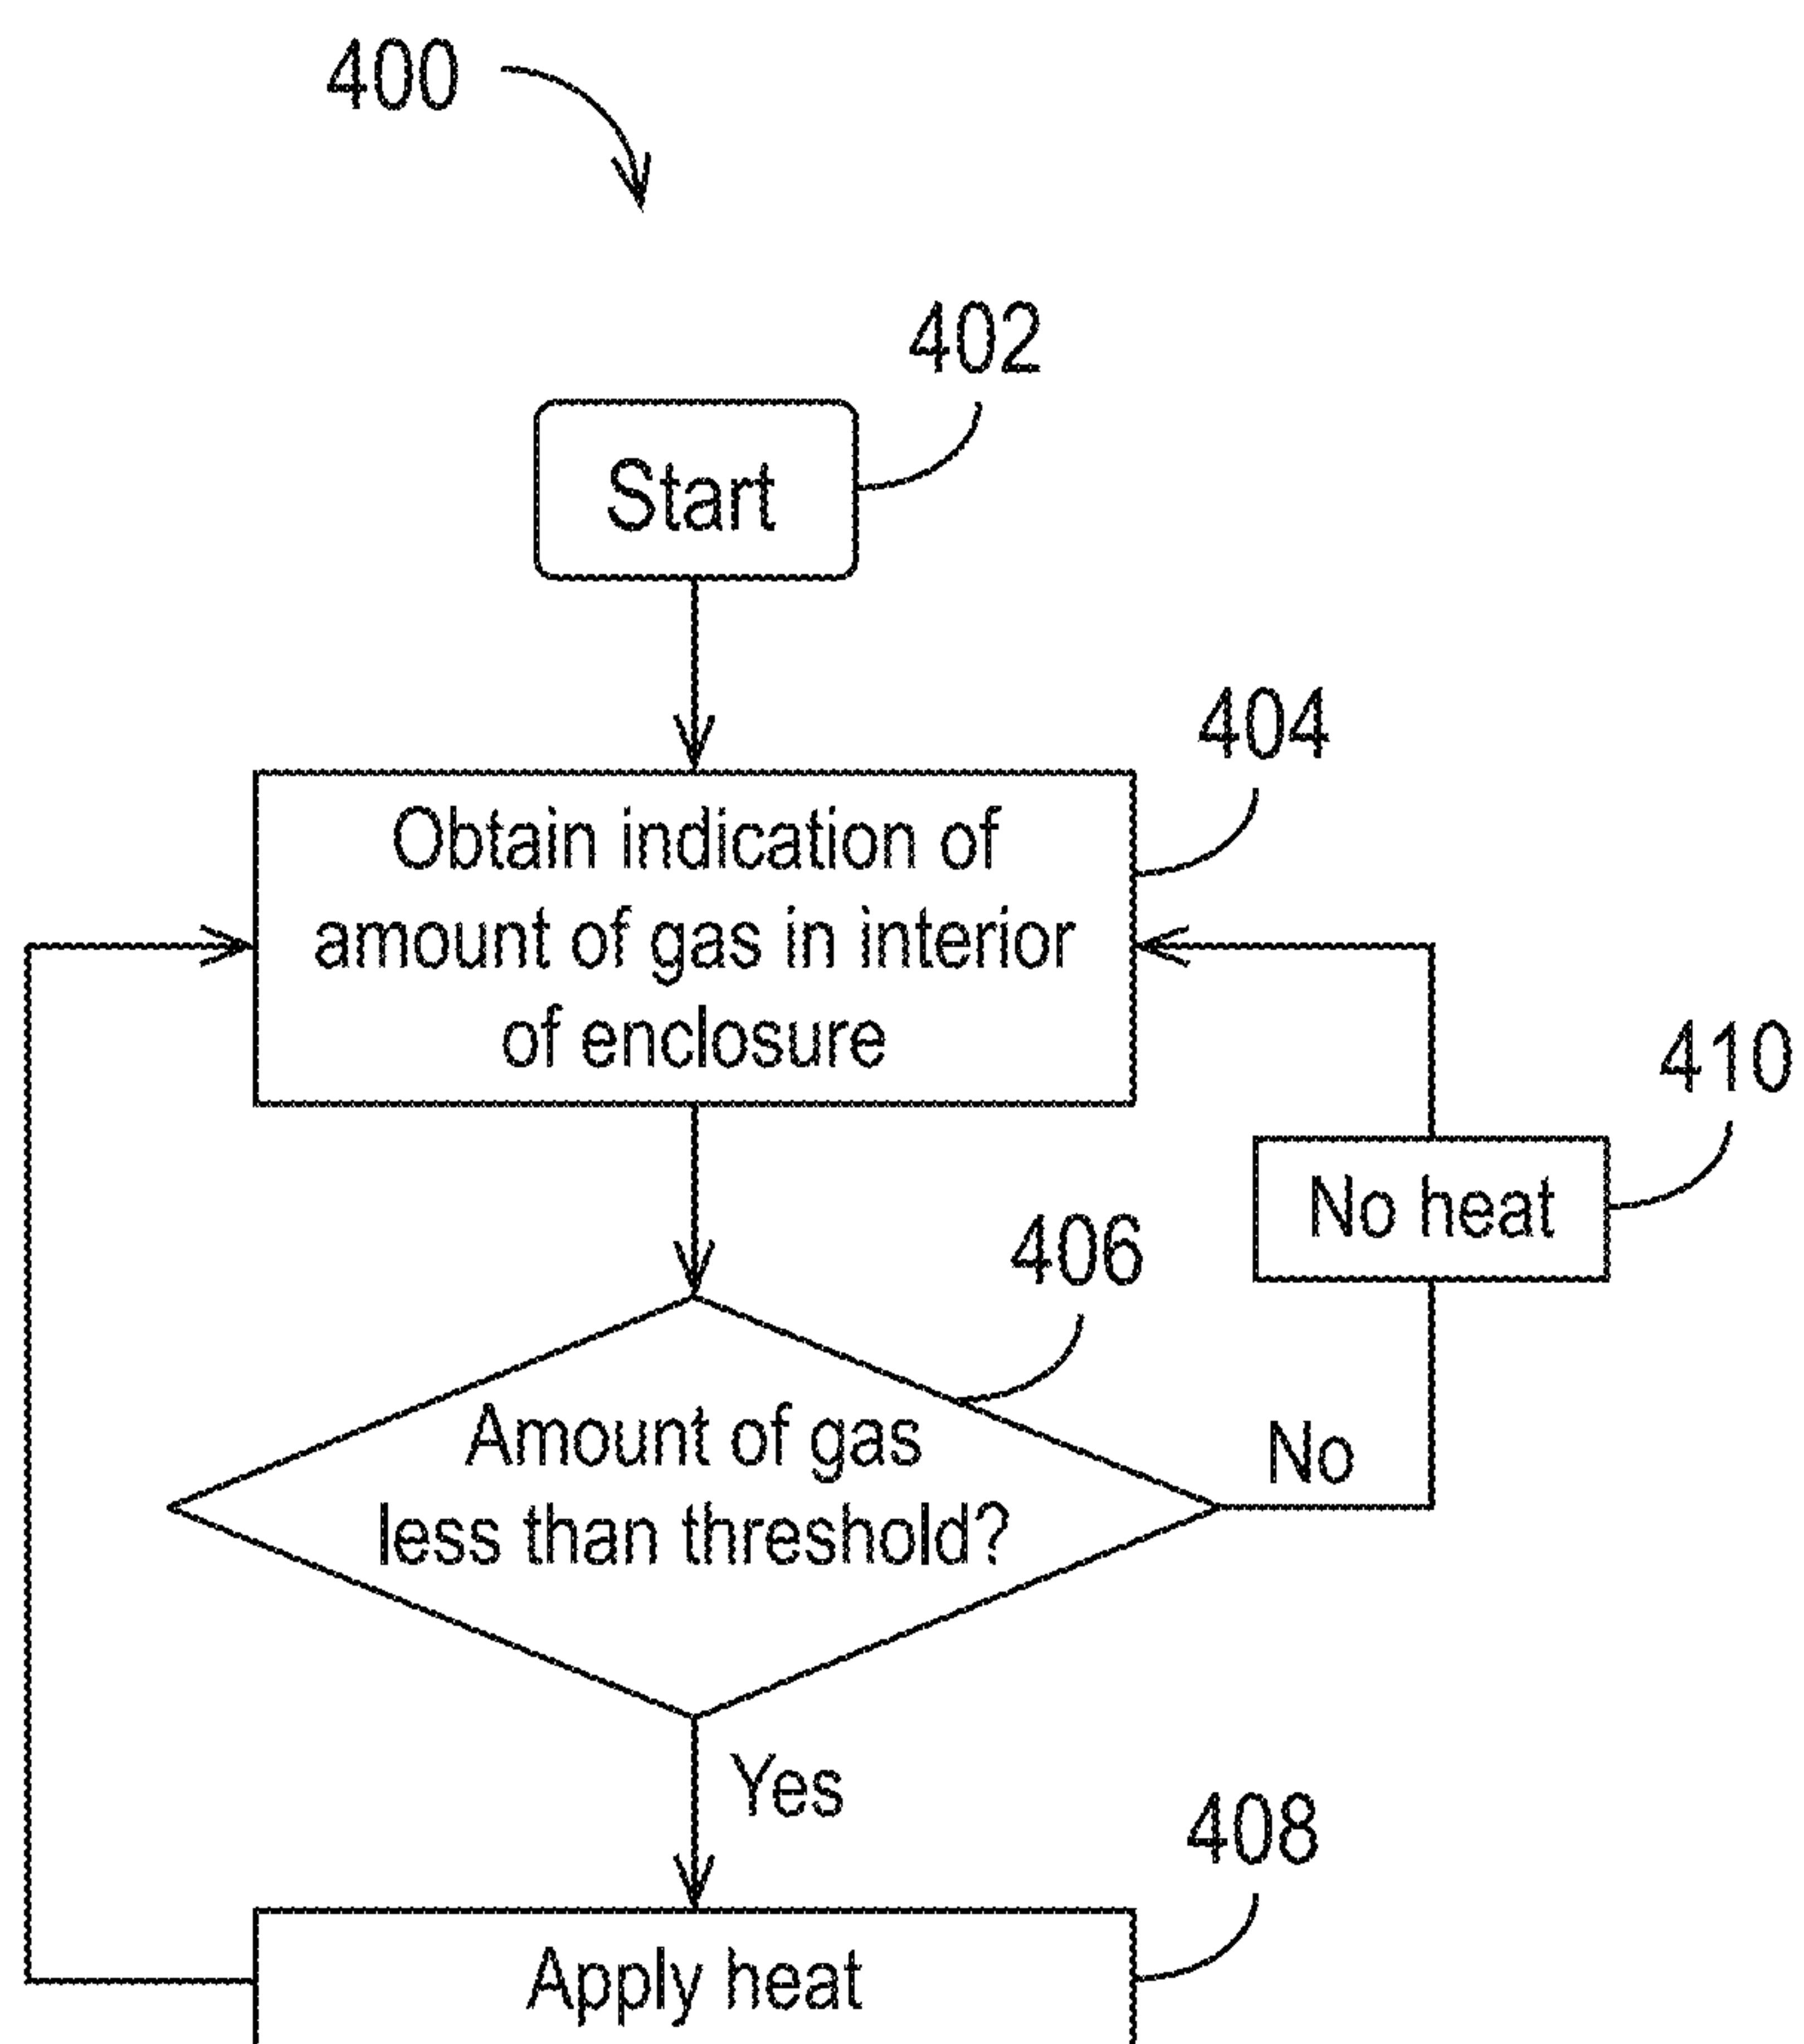 400
402
Start
404
Obtain indication of
amount of gas in interior
of enclosure
410
No heat
406
Amount of gas
less than threshold?
No
Yes
408
Apply heat